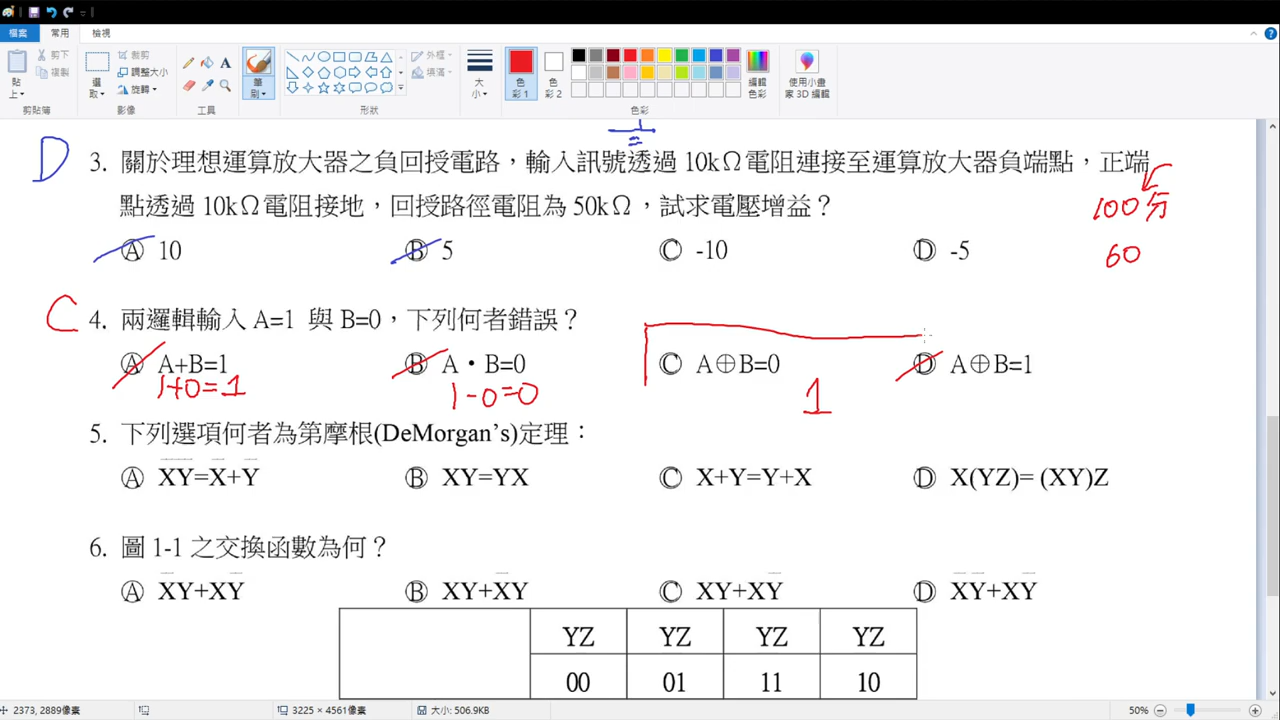 檔案 常用 檢視
貼上 剪下 複製 剪貼簿
選取 裁剪 調整大小 旋轉 影像
工具
筆刷
外框 填滿 形狀
大小
色彩 1 色彩 2 編輯色彩 色彩
使用小畫家 3D 編輯
D 3. 關於理想運算放大器之負回授電路，輸入訊號透過 10kΩ電阻連接至運算放大器負端點，正端
點透過 10kΩ電阻接地，回授路徑電阻為 50kΩ，試求電壓增益？
100分
Ⓐ 10 Ⓑ 5 Ⓒ -10 Ⓓ -5
60
C 4. 兩邏輯輸入 A=1 與 B=0，下列何者錯誤？
Ⓐ A+B=1 Ⓑ A·B=0 Ⓒ A⊕B=0 Ⓓ A⊕B=1
1+0=1 1-0=0 1
5. 下列選項何者為第摩根(DeMorgan's)定理：
Ⓐ X̅Y̅=X̅+Y̅ Ⓑ XY=YX Ⓒ X+Y=Y+X Ⓓ X(YZ)= (XY)Z
6. 圖 1-1 之交換函數為何？
Ⓐ X̅Y+XY̅ Ⓑ XY+X̅Y Ⓒ XY+XY̅ Ⓓ X̅Y̅+XY̅
YZ YZ YZ YZ
00 01 11 10
2373, 2889像素 3225 × 4561像素 大小: 506.9KB 50%